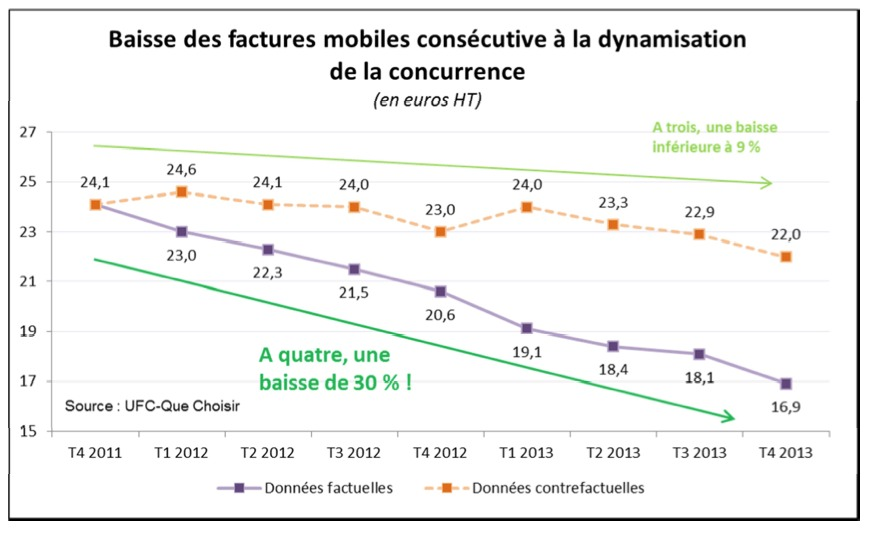 Baisse des factures mobiles consécutive à la dynamisation
de la concurrence
(en euros HT)
A trois, une baisse
inférieure à 9 %
27
25
23
21
19
17
15
24,1
24,6
24,1
24,0
23,0
24,0
23,3
22,9
22,0
23,0
22,3
21,5
20,6
19,1
18,4
18,1
16,9
A quatre, une
baisse de 30 % !
Source : UFC-Que Choisir
T4 2011 T1 2012 T2 2012 T3 2012 T4 2012 T1 2013 T2 2013 T3 2013 T4 2013
Données factuelles Données contrefactuelles